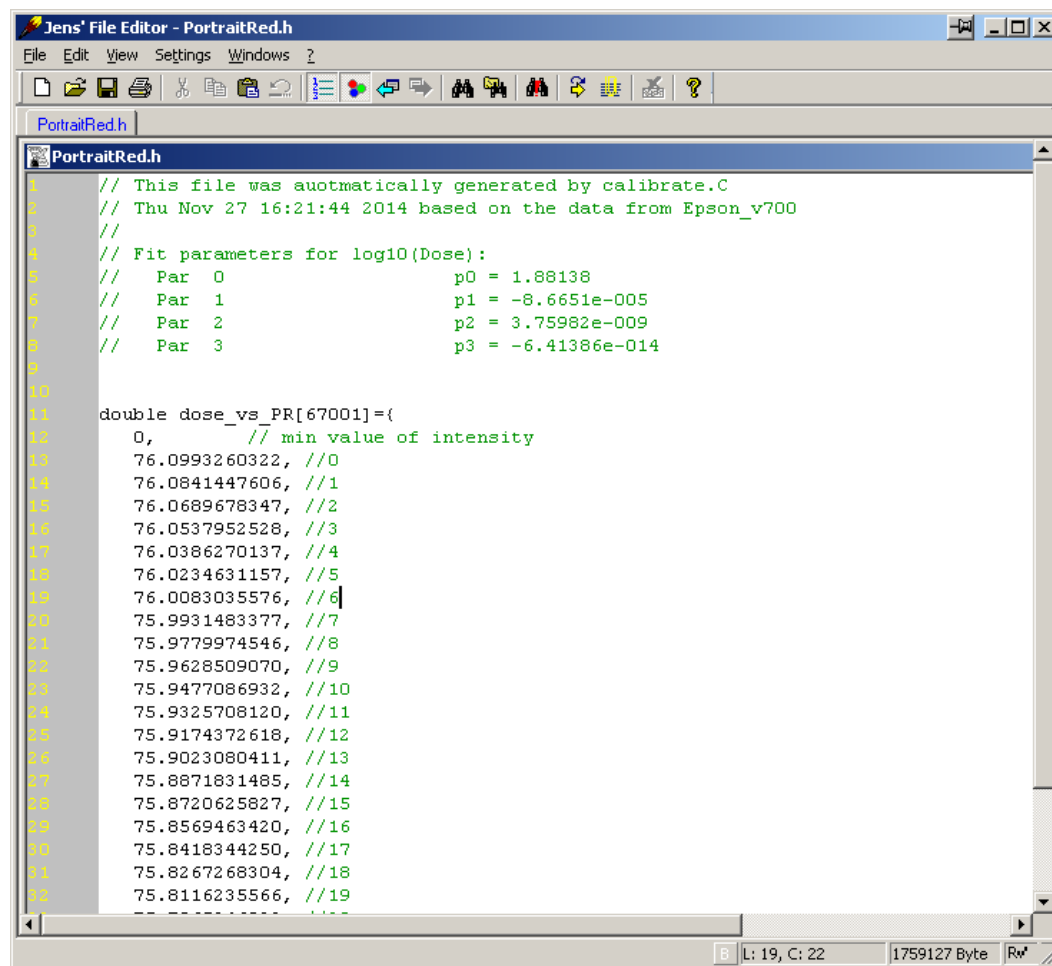 Jens' File Editor - PortraitRed.h
File Edit View Settings Windows ?
PortraitRed.h
PortraitRed.h
1 // This file was auotmatically generated by calibrate.C
2 // Thu Nov 27 16:21:44 2014 based on the data from Epson_v700
3 //
4 // Fit parameters for log10(Dose):
5 // Par 0 p0 = 1.88138
6 // Par 1 p1 = -8.6651e-005
7 // Par 2 p2 = 3.75982e-009
8 // Par 3 p3 = -6.41386e-014
9
10
11 double dose_vs_PR[67001]={
12 0, // min value of intensity
13 76.0993260322, //0
14 76.0841447606, //1
15 76.0689678347, //2
16 76.0537952528, //3
17 76.0386270137, //4
18 76.0234631157, //5
19 76.0083035576, //6
20 75.9931483377, //7
21 75.9779974546, //8
22 75.9628509070, //9
23 75.9477086932, //10
24 75.9325708120, //11
25 75.9174372618, //12
26 75.9023080411, //13
27 75.8871831485, //14
28 75.8720625827, //15
29 75.8569463420, //16
30 75.8418344250, //17
31 75.8267268304, //18
32 75.8116235566, //19
B L: 19, C: 22 1759127 Byte